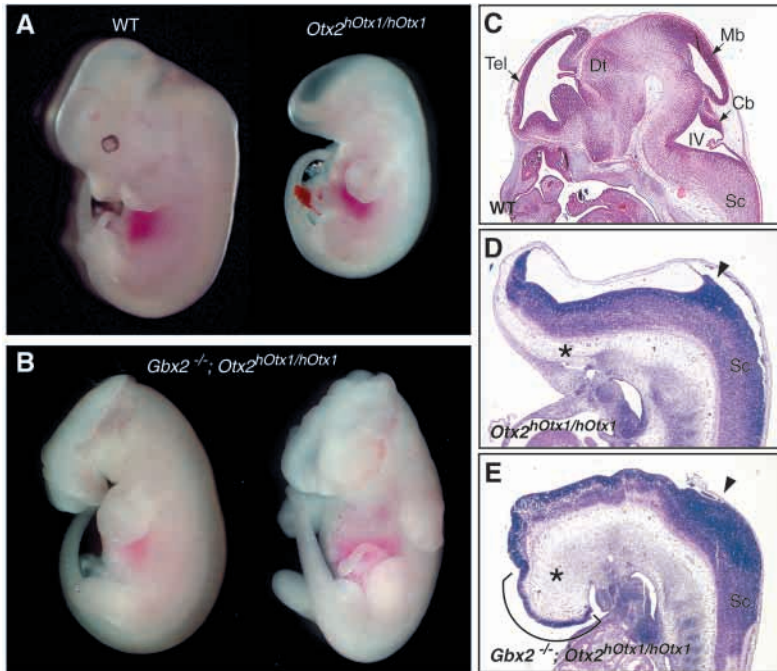 A
WT
Otx2hOtx1/hOtx1
B
Gbx2 -/-; Otx2hOtx1/hOtx1
C
Tel
Di
Mb
Cb
IV
Sc
WT
D
*
Sc
Otx2hOtx1/hOtx1
E
*
Sc
Gbx2 -/-; Otx2hOtx1/hOtx1